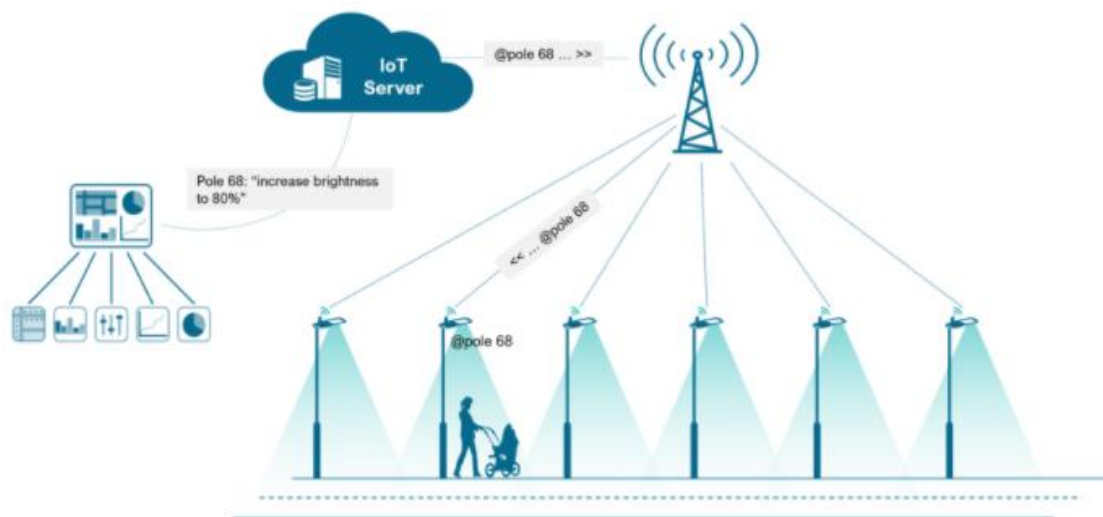 IoT
Server
@pole 68 ... >>
Pole 68: "increase brightness
to 80%"
<< ... @pole 68
@pole 68